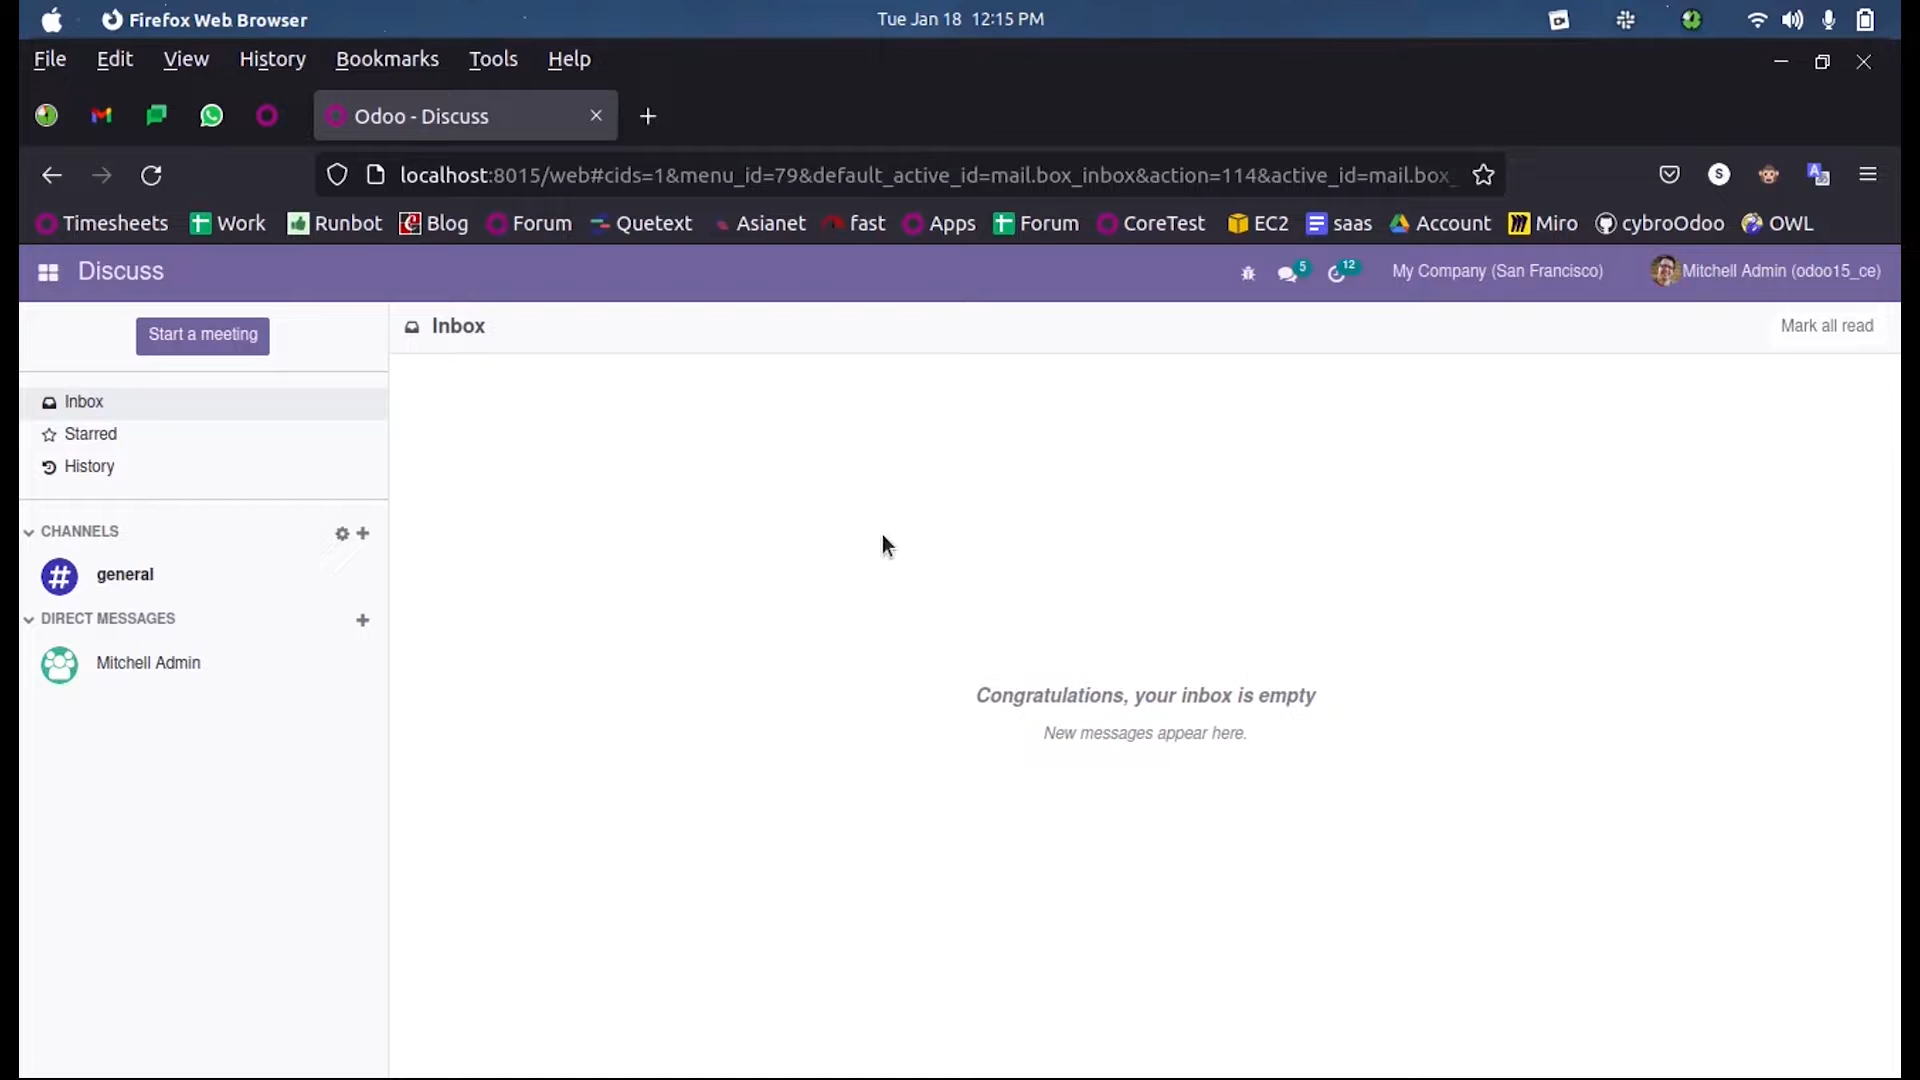 Firefox Web Browser
Tue Jan 18 12:15 PM
File Edit View History Bookmarks Tools Help
Odoo - Discuss
localhost:8015/web#cids=1&menu_id=79&default_active_id=mail.box_inbox&action=114&active_id=mail.box_
S
Timesheets Work Runbot Blog Forum Quetext Asianet fast Apps Forum CoreTest EC2 saas Account Miro cybroOdoo OWL
Discuss
5 12 My Company (San Francisco) Mitchell Admin (odoo15_ce)
Start a meeting
Inbox
Mark all read
Inbox
Starred
History
CHANNELS
# general
DIRECT MESSAGES
Mitchell Admin
Congratulations, your inbox is empty
New messages appear here.